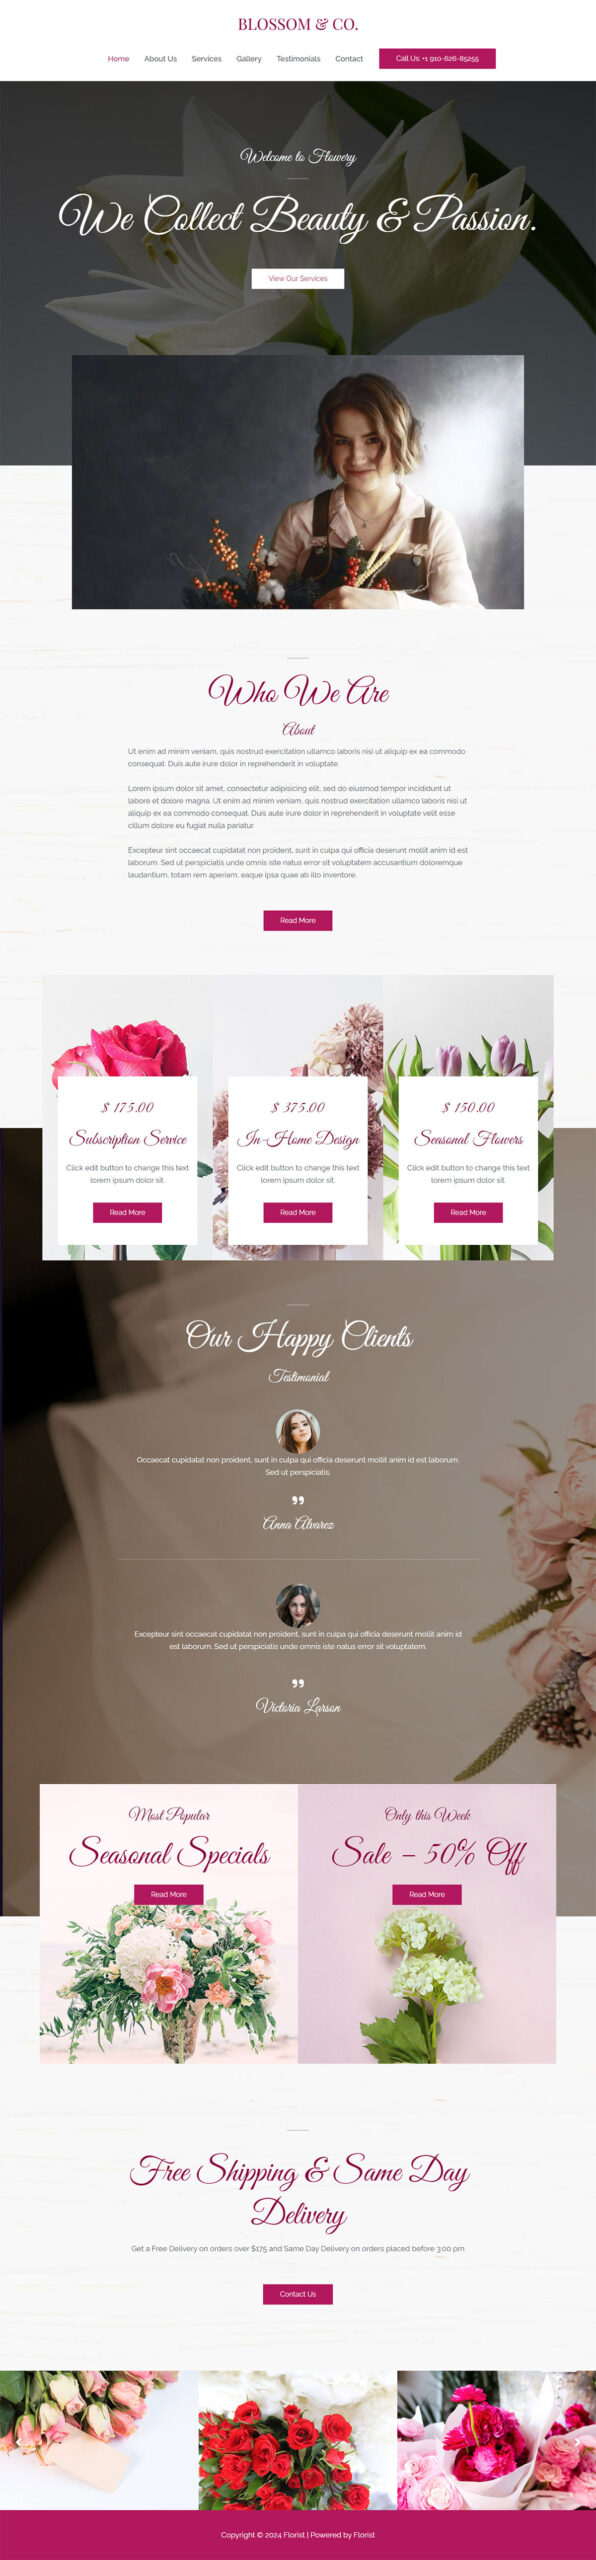 BLOSSOM & CO.
Home About Us Services Gallery Testimonials Contact Call Us: +1 910-626-85255
Welcome to Flowery
We Collect Beauty & Passion.
View Our Services
Who We Are
About
Ut enim ad minim veniam, quis nostrud exercitation ullamco laboris nisi ut aliquip ex ea commodo
consequat. Duis aute irure dolor in reprehenderit in voluptate.
Lorem ipsum dolor sit amet, consectetur adipisicing elit, sed do eiusmod tempor incididunt ut
labore et dolore magna. Ut enim ad minim veniam, quis nostrud exercitation ullamco laboris nisi ut
aliquip ex ea commodo consequat. Duis aute irure dolor in reprehenderit in voluptate velit esse
cillum dolore eu fugiat nulla pariatur.
Excepteur sint occaecat cupidatat non proident, sunt in culpa qui officia deserunt mollit anim id est
laborum. Sed ut perspiciatis unde omnis iste natus error sit voluptatem accusantium doloremque
laudantium, totam rem aperiam, eaque ipsa quae ab illo inventore.
Read More
$ 175.00
Subscription Service
Click edit button to change this text
lorem ipsum dolor sit.
Read More
$ 375.00
In-Home Design
Click edit button to change this text
lorem ipsum dolor sit.
Read More
$ 150.00
Seasonal Flowers
Click edit button to change this text
lorem ipsum dolor sit.
Read More
Our Happy Clients
Testimonial
Occaecat cupidatat non proident, sunt in culpa qui officia deserunt mollit anim id est laborum.
Sed ut perspiciatis.
Anna Alvarez
Excepteur sint occaecat cupidatat non proident, sunt in culpa qui officia deserunt mollit anim id
est laborum. Sed ut perspiciatis unde omnis iste natus error sit voluptatem.
Victoria Larson
Most Popular
Seasonal Specials
Read More
Only this Week
Sale – 50% Off
Read More
Free Shipping & Same Day
Delivery
Get a Free Delivery on orders over $175 and Same Day Delivery on orders placed before 3:00 pm
Contact Us
Copyright © 2024 Florist | Powered by Florist